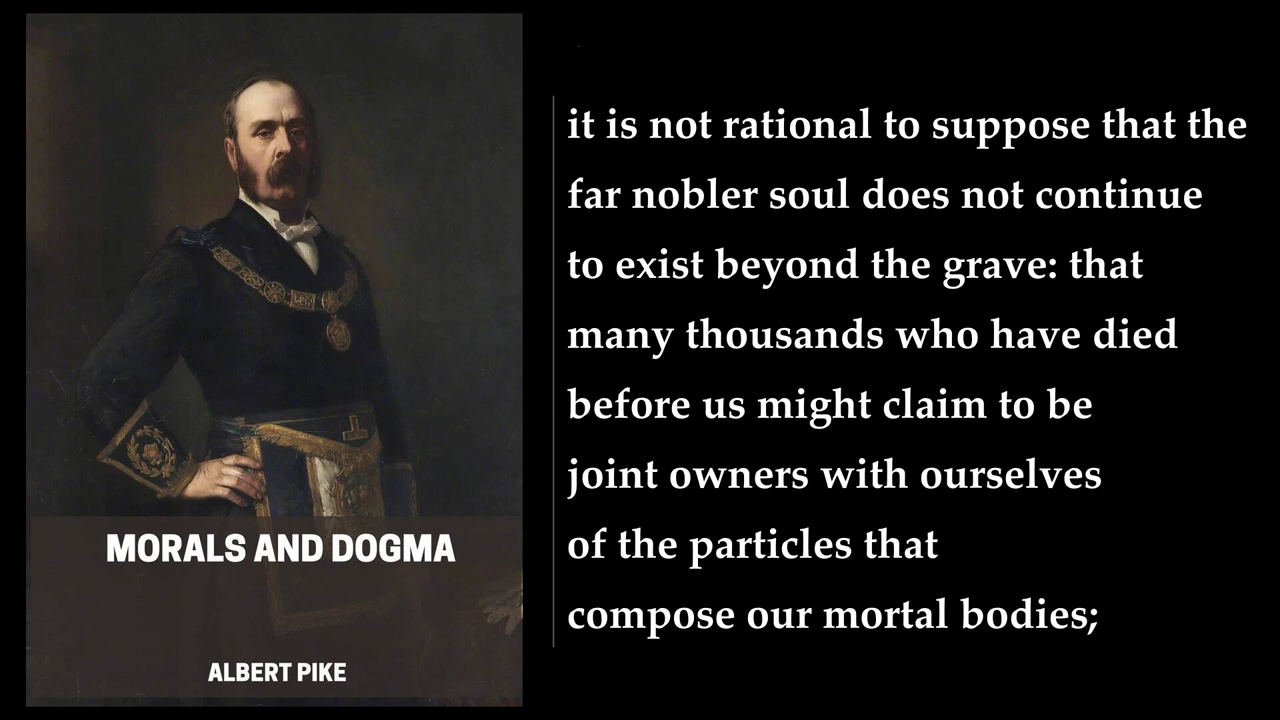 MORALS AND DOGMA
ALBERT PIKE
it is not rational to suppose that the
far nobler soul does not continue
to exist beyond the grave: that
many thousands who have died
before us might claim to be
joint owners with ourselves
of the particles that
compose our mortal bodies;